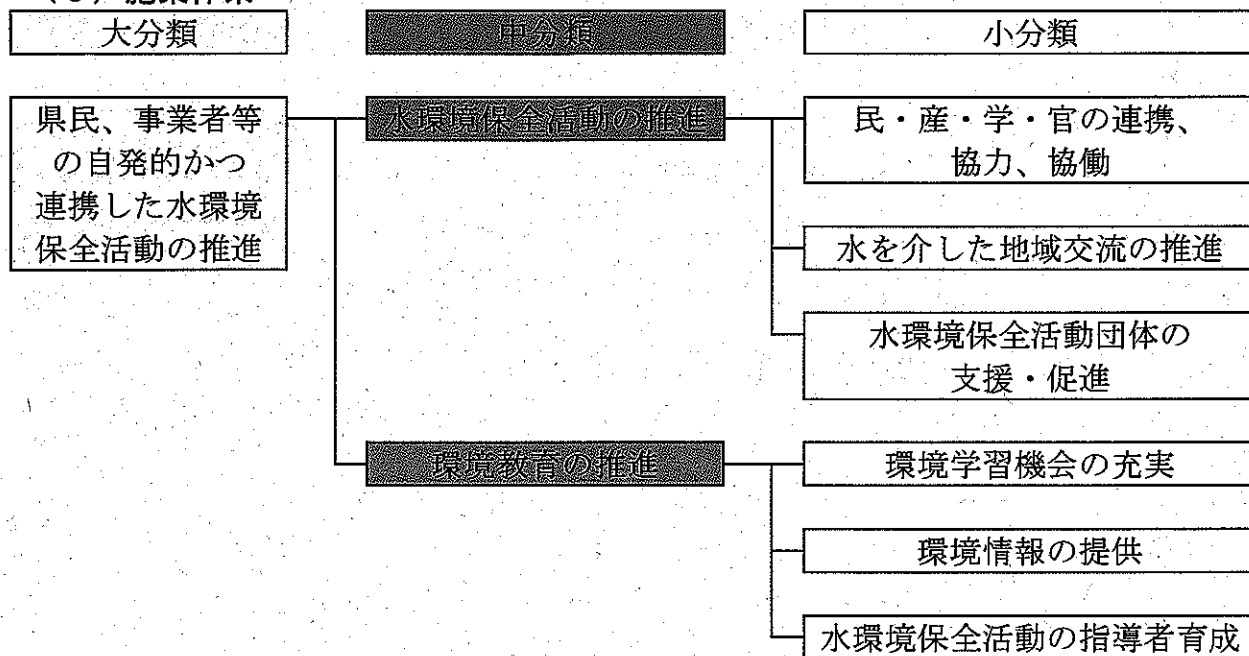 大分類
中分類
小分類
県民、事業者等
の自発的かつ
連携した水環境
保全活動の推進
水環境保全活動の推進
民・産・学・官の連携、
協力、協働
水を介した地域交流の推進
水環境保全活動団体の
支援・促進
環境教育の推進
環境学習機会の充実
環境情報の提供
水環境保全活動の指導者育成